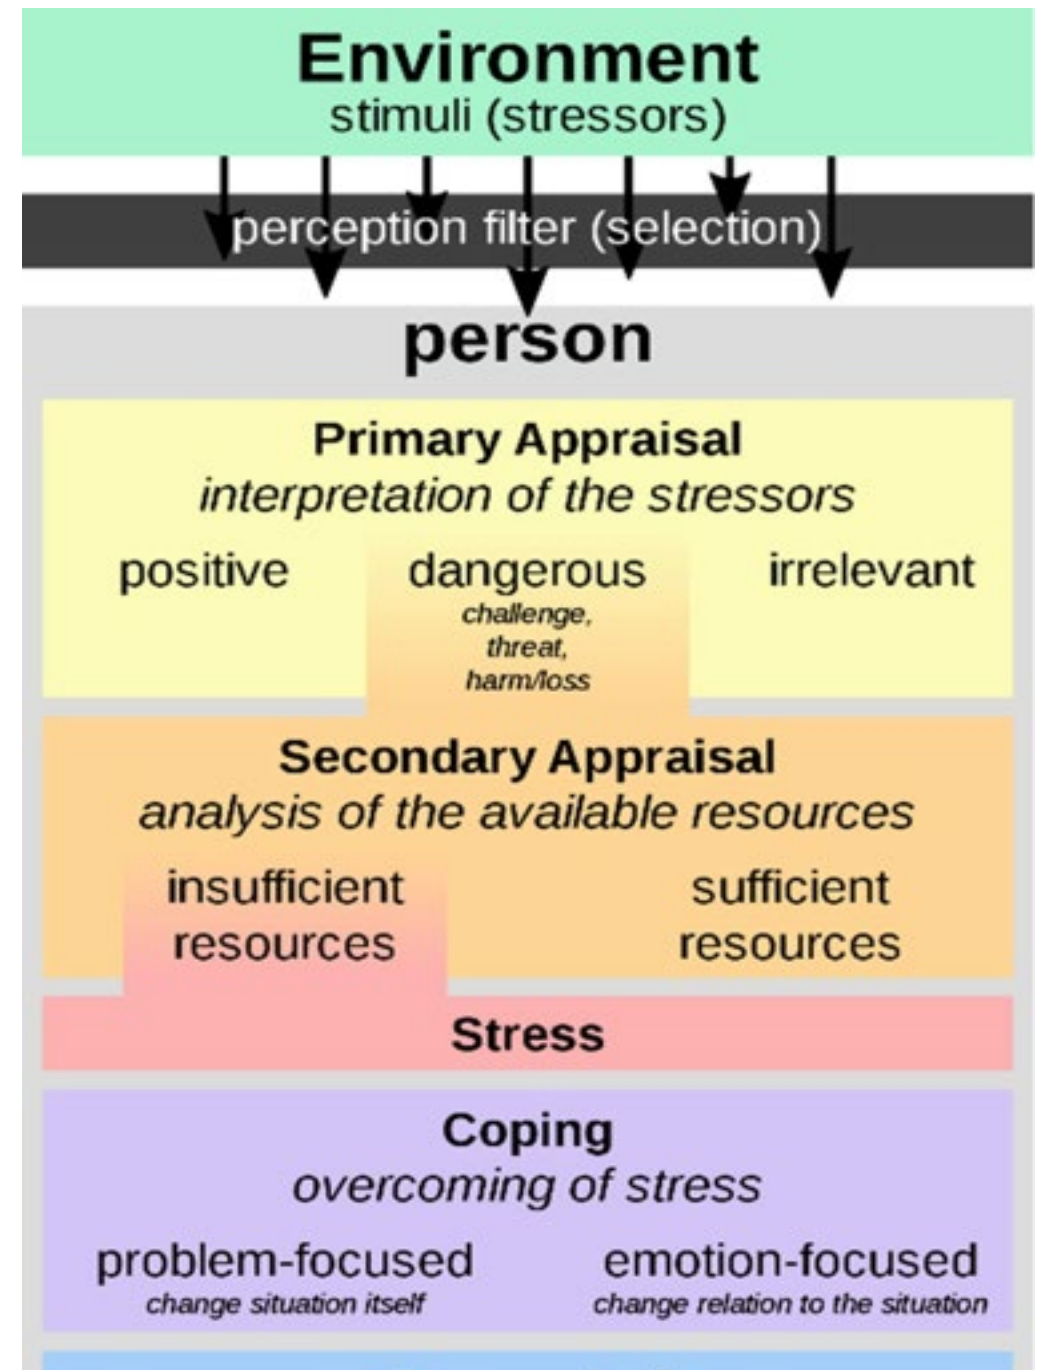 Environment
stimuli (stressors)
perception filter (selection)
person
Primary Appraisal
interpretation of the stressors
positive dangerous irrelevant
challenge,
threat,
harm/loss
Secondary Appraisal
analysis of the available resources
insufficient sufficient
resources resources
Stress
Coping
overcoming of stress
problem-focused emotion-focused
change situation itself change relation to the situation